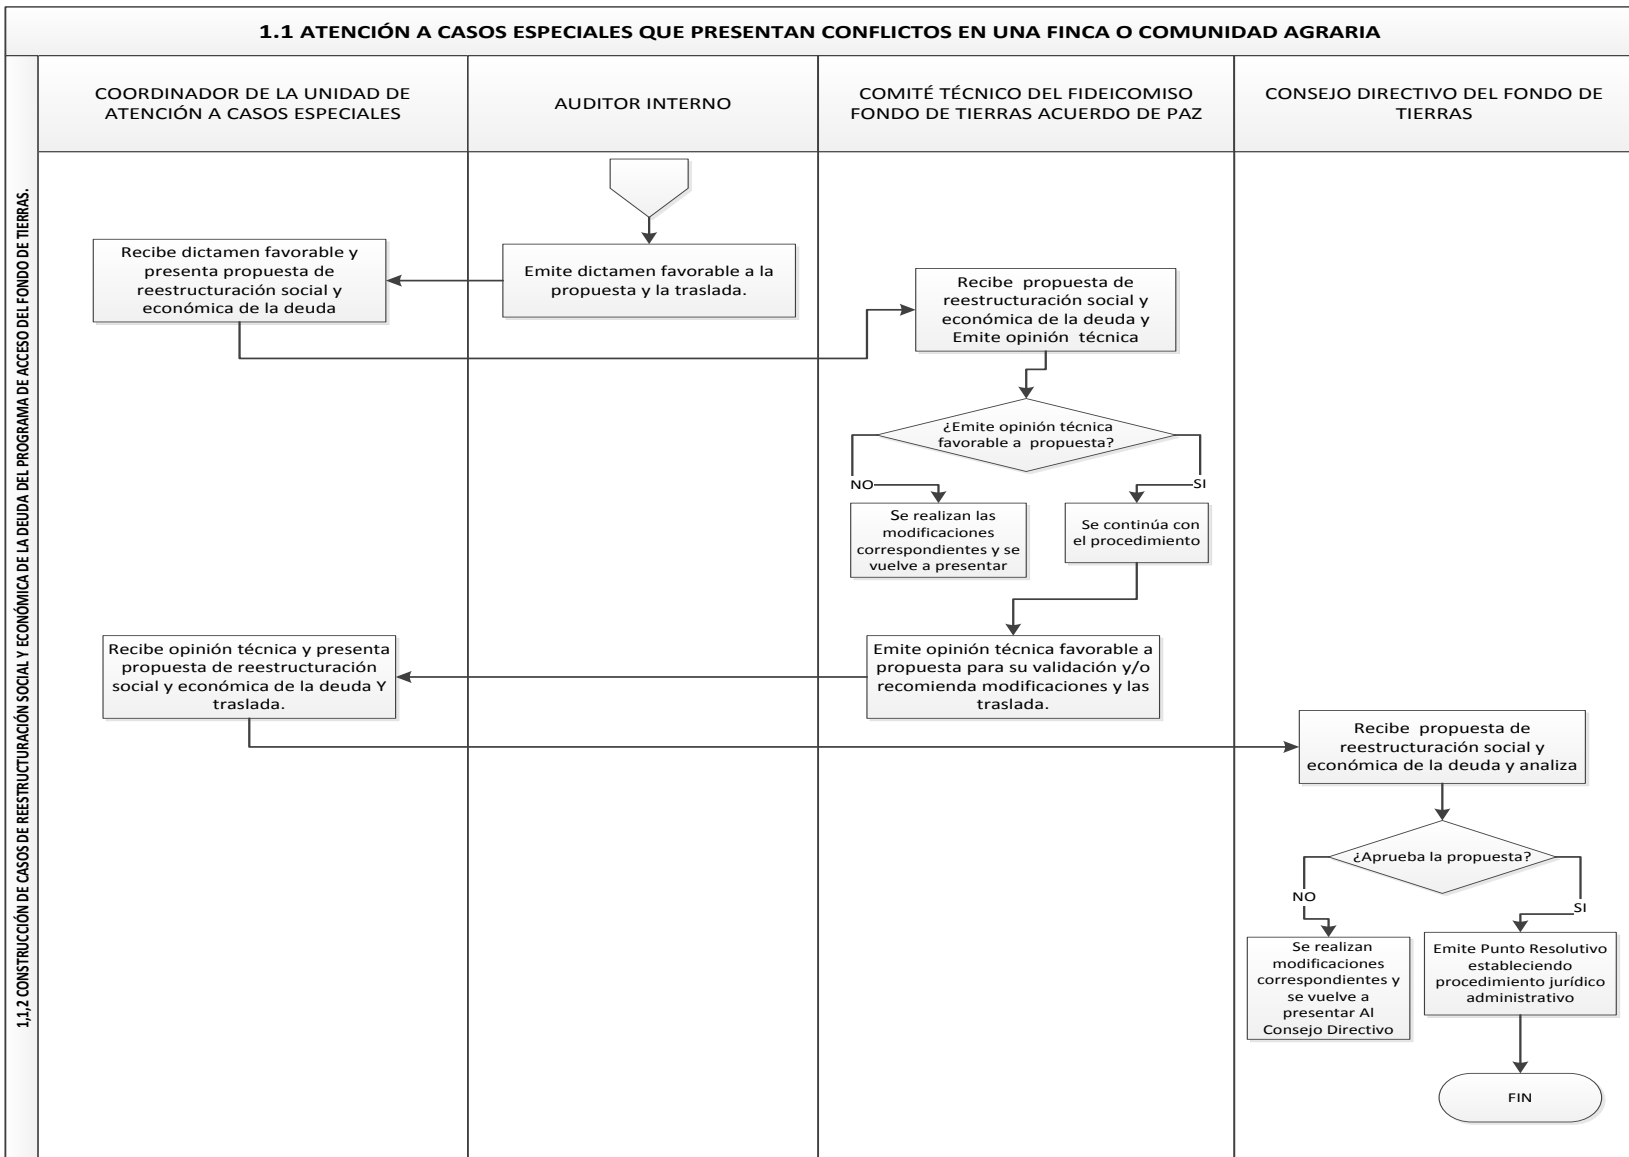 1.1 ATENCIÓN A CASOS ESPECIALES QUE PRESENTAN CONFLICTOS EN UNA FINCA O COMUNIDAD AGRARIA
1,1,2 CONSTRUCCIÓN DE CASOS DE REESTRUCTURACIÓN SOCIAL Y ECONÓMICA DE LA DEUDA DEL PROGRAMA DE ACCESO DEL FONDO DE TIERRAS.
COORDINADOR DE LA UNIDAD DE
ATENCIÓN A CASOS ESPECIALES
AUDITOR INTERNO
COMITÉ TÉCNICO DEL FIDEICOMISO
FONDO DE TIERRAS ACUERDO DE PAZ
CONSEJO DIRECTIVO DEL FONDO DE
TIERRAS
Recibe dictamen favorable y
presenta propuesta de
reestructuración social y
económica de la deuda
Emite dictamen favorable a la
propuesta y la traslada.
Recibe propuesta de
reestructuración social y
económica de la deuda y
Emite opinión técnica
¿Emite opinión técnica
favorable a propuesta?
NO
SI
Se realizan las
modificaciones
correspondientes y se
vuelve a presentar
Se continúa con
el procedimiento
Recibe opinión técnica y presenta
propuesta de reestructuración
social y económica de la deuda Y
traslada.
Emite opinión técnica favorable a
propuesta para su validación y/o
recomienda modificaciones y las
traslada.
Recibe propuesta de
reestructuración social y
económica de la deuda y analiza
¿Aprueba la propuesta?
NO
SI
Se realizan
modificaciones
correspondientes y
se vuelve a
presentar Al
Consejo Directivo
Emite Punto Resolutivo
estableciendo
procedimiento jurídico
administrativo
FIN